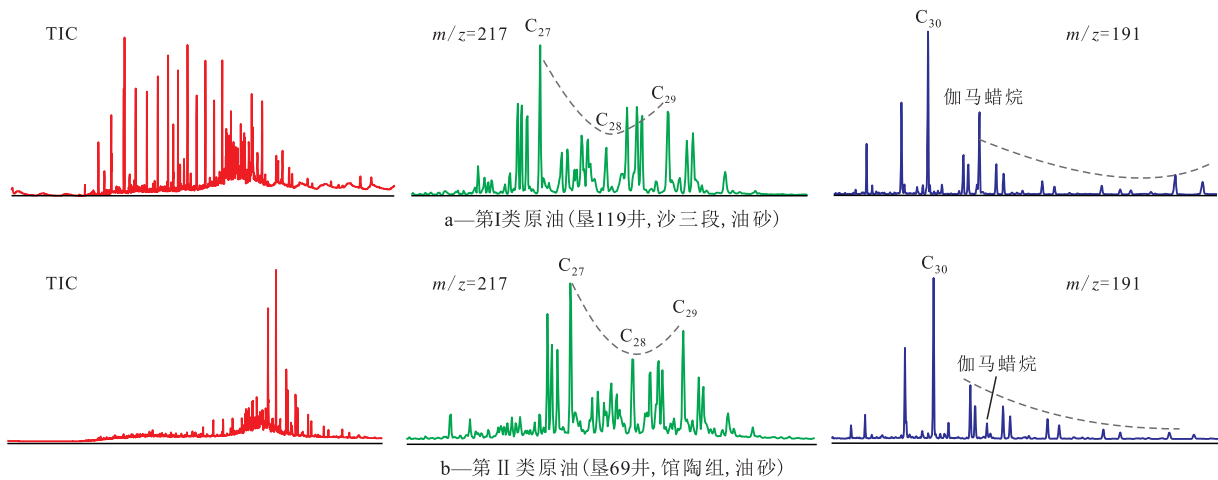 TIC
m/z=217
C27
C28
C29
C30
m/z=191
伽马蜡烷
a—第I类原油(垦119井,沙三段,油砂)
TIC
m/z=217
C27
C28
C29
C30
m/z=191
伽马蜡烷
b—第Ⅱ类原油(垦69井,馆陶组,油砂)